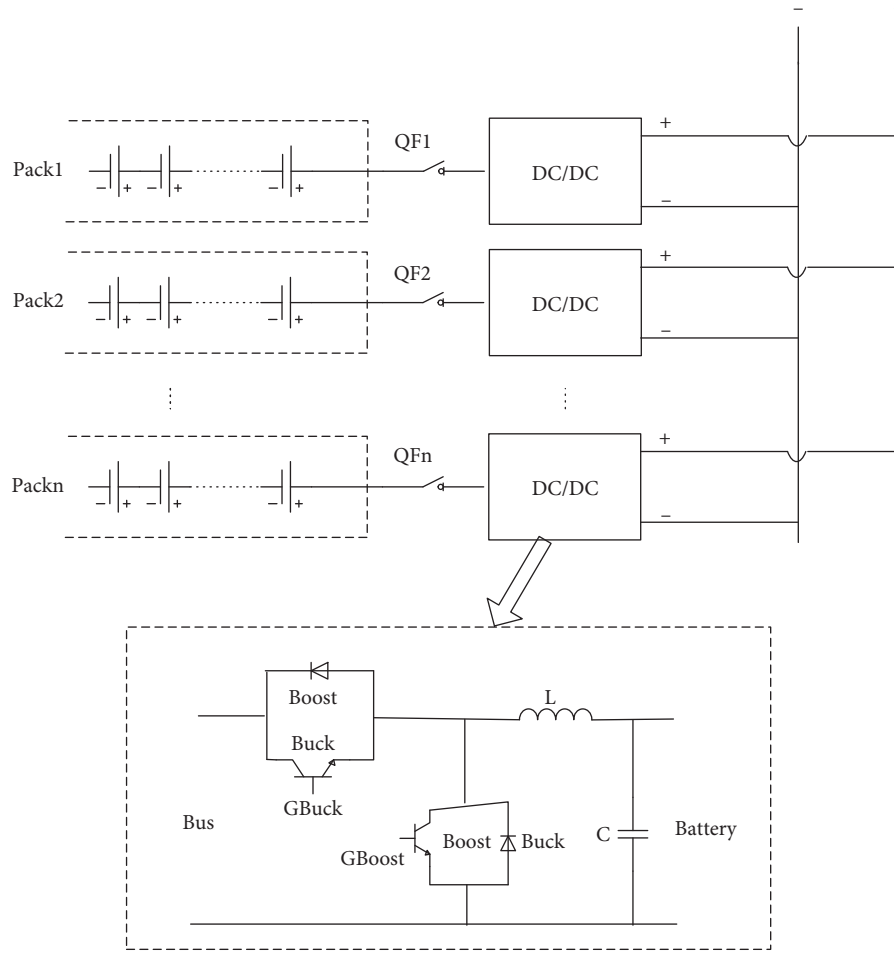 −
Pack1
− + − + − +
QF1
DC/DC
+
−
Pack2
− + − + − +
QF2
DC/DC
+
−
Packn
− + − + − +
QFn
DC/DC
+
−
Boost
Buck
GBuck
L
Bus
GBoost
Boost
Buck
C
Battery